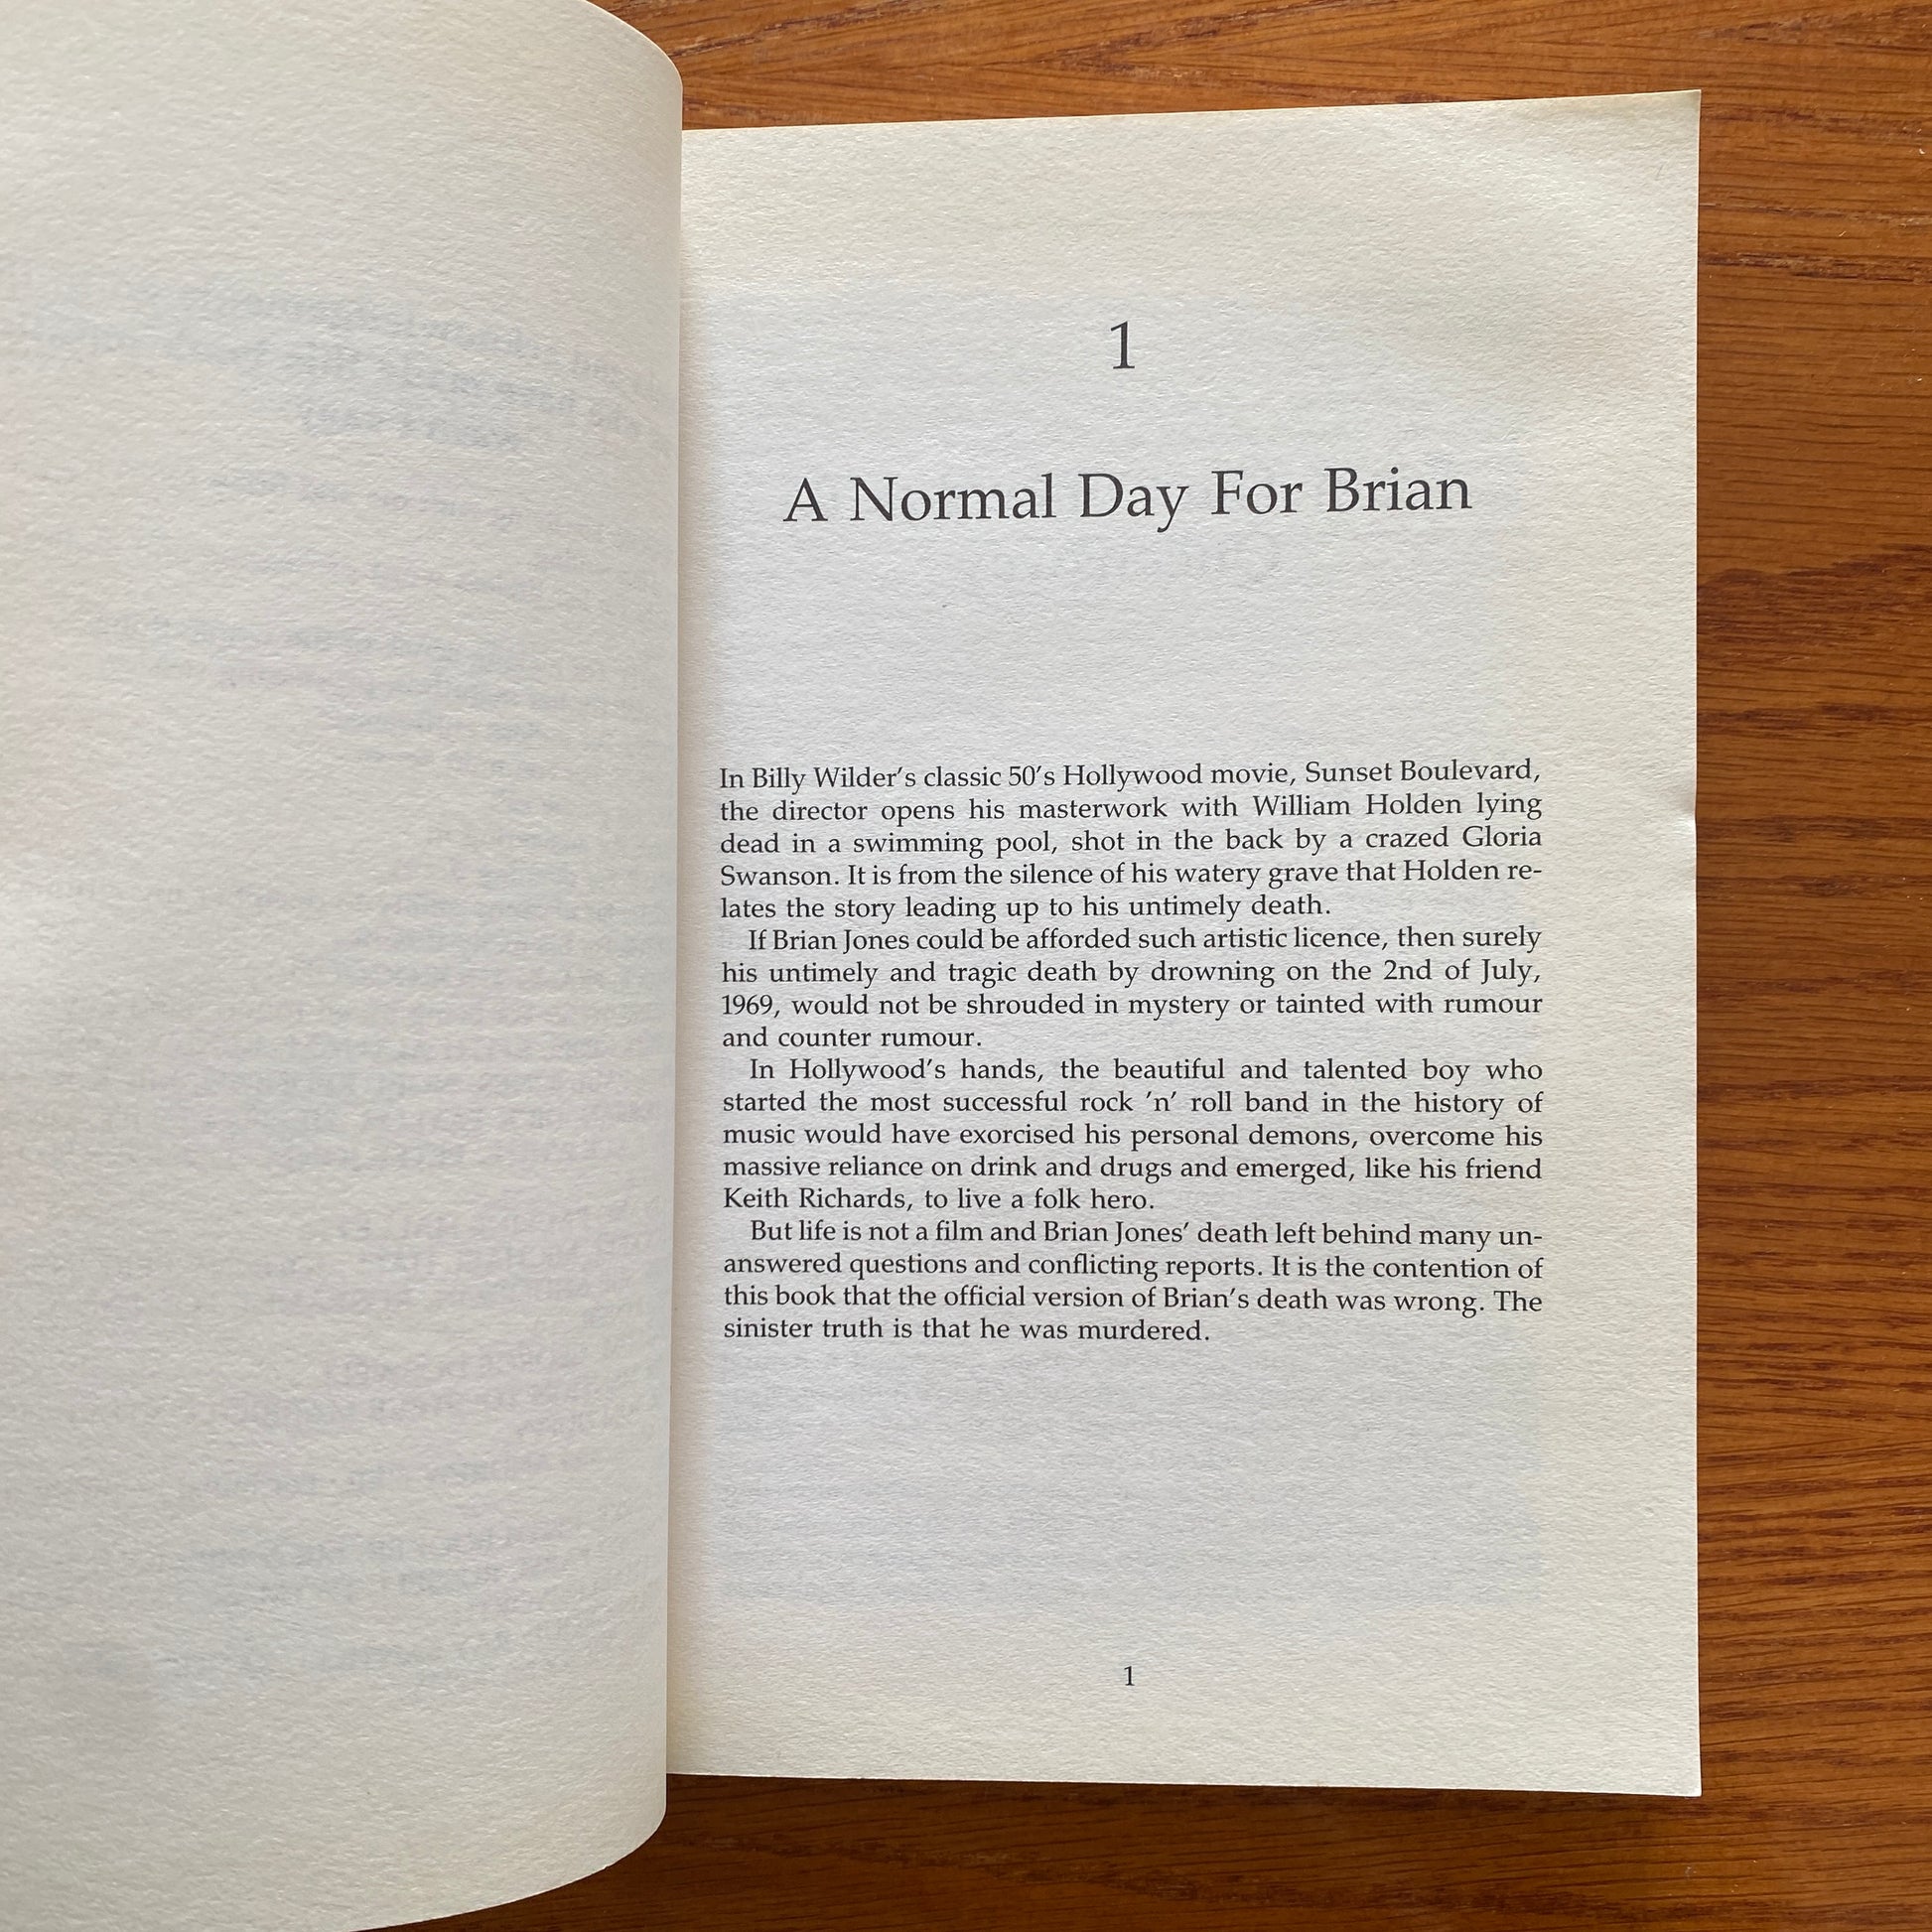 1
A Normal Day For Brian
In Billy Wilder's classic 50's Hollywood movie, Sunset Boulevard,
the director opens his masterwork with William Holden lying
dead in a swimming pool, shot in the back by a crazed Gloria
Swanson. It is from the silence of his watery grave that Holden re-
lates the story leading up to his untimely death.
If Brian Jones could be afforded such artistic licence, then surely
his untimely and tragic death by drowning on the 2nd of July,
1969, would not be shrouded in mystery or tainted with rumour
and counter rumour.
In Hollywood's hands, the beautiful and talented boy who
started the most successful rock 'n' roll band in the history of
music would have exorcised his personal demons, overcome his
massive reliance on drink and drugs and emerged, like his friend
Keith Richards, to live a folk hero.
But life is not a film and Brian Jones' death left behind many un-
answered questions and conflicting reports. It is the contention of
this book that the official version of Brian's death was wrong. The
sinister truth is that he was murdered.
1